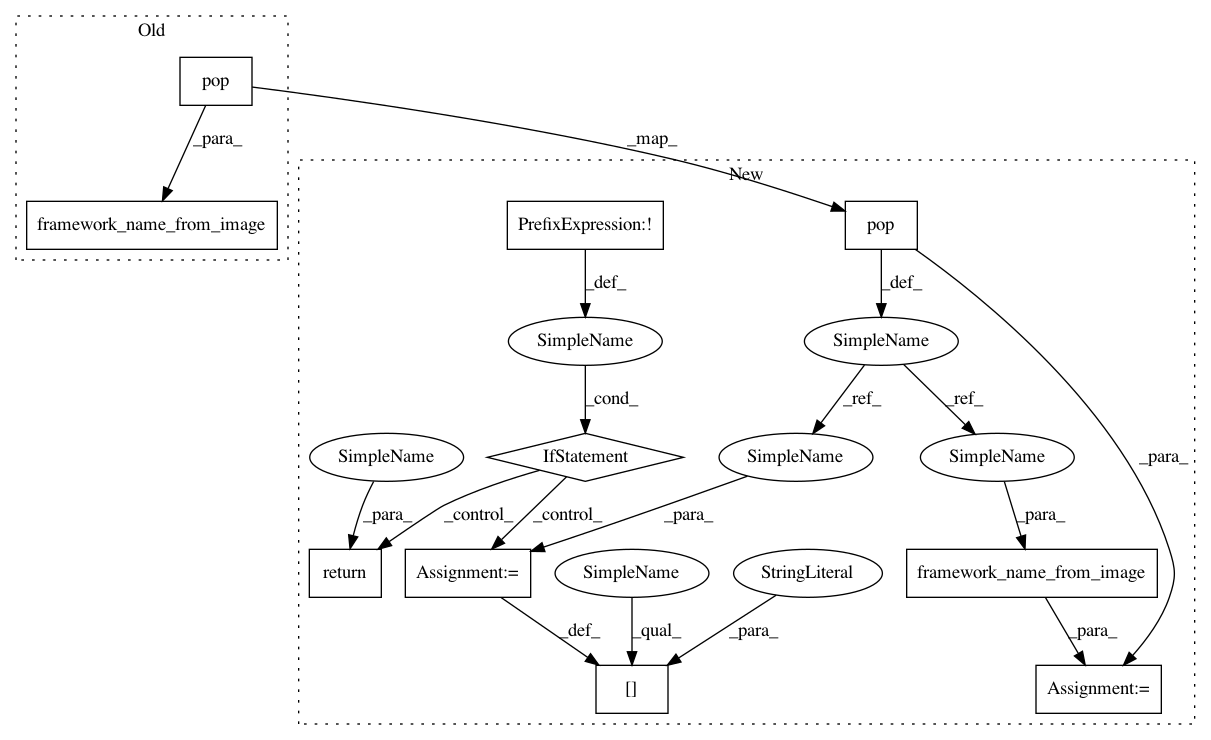 Old
pop
_para_
_map_
framework_name_from_image
New
PrefixExpression:!
pop
_def_
_def_
SimpleName
SimpleName
_cond_
_ref_
_ref_
SimpleName
IfStatement
SimpleName
SimpleName
_para_
_para_
_control_
_control_
_para_
_para_
return
Assignment:=
SimpleName
StringLiteral
framework_name_from_image
_def_
_qual_
_para_
_para_
[]
Assignment:=